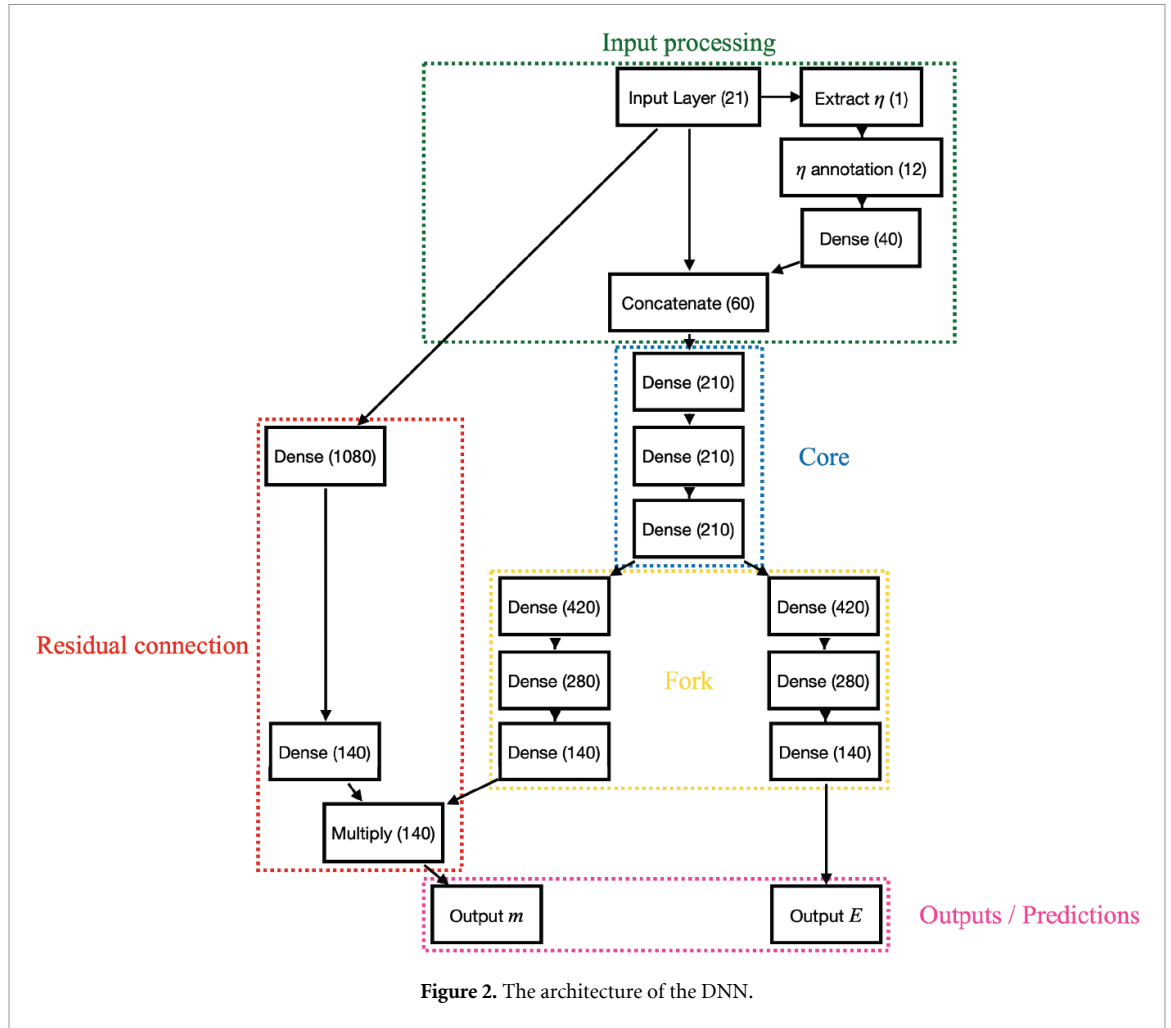 Input processing
Input Layer (21)
Extract η (1)
η annotation (12)
Dense (40)
Concatenate (60)
Dense (210)
Dense (1080)
Dense (210)
Core
Dense (210)
Dense (420)
Dense (420)
Residual connection
Dense (280)
Fork
Dense (280)
Dense (140)
Dense (140)
Dense (140)
Multiply (140)
Output m
Output E
Outputs / Predictions
Figure 2. The architecture of the DNN.